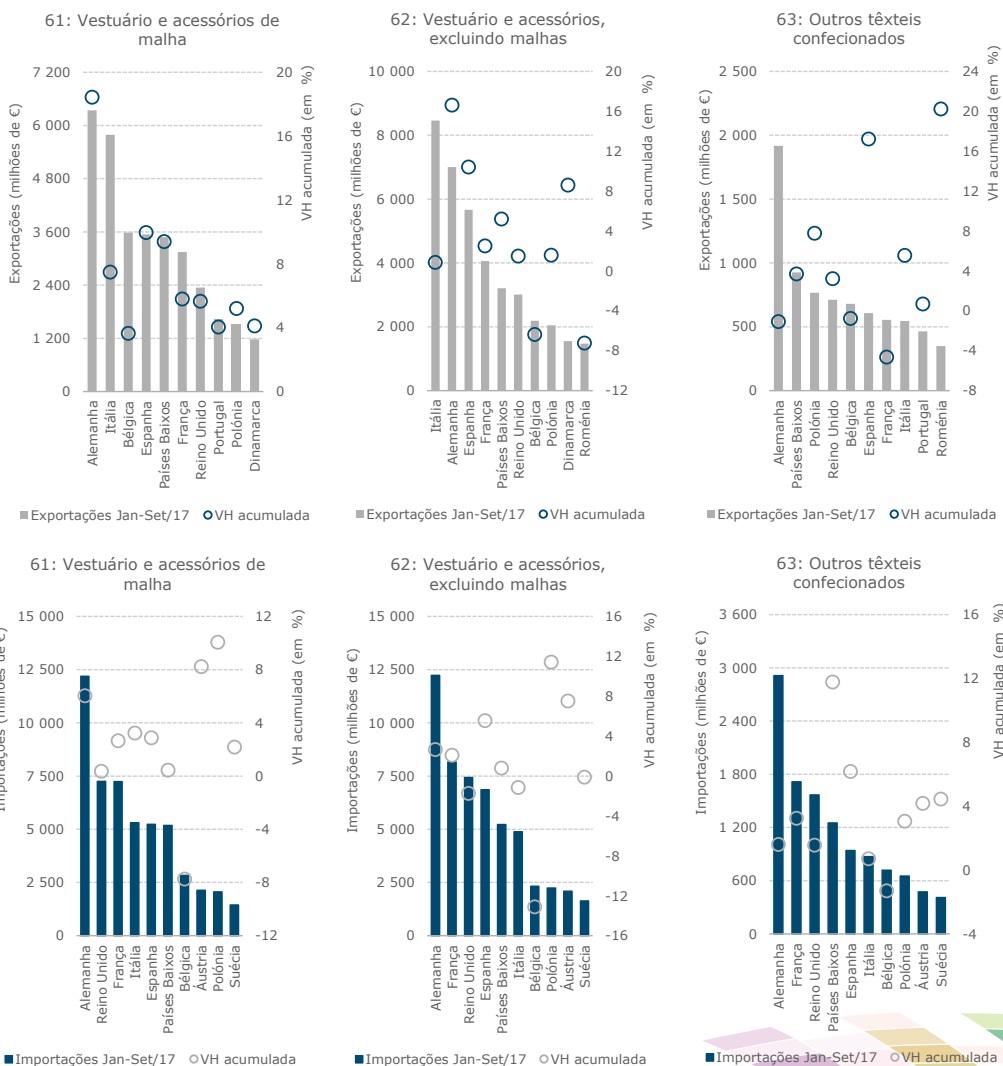 61: Vestuário e acessórios de
malha
7 200
6 000
4 800
3 600
2 400
1 200
0
20
16
12
8
4
0
Exportações (milhões de €)
VH acumulada (em %)
Alemanha
Itália
Bélgica
Espanha
Países Baixos
França
Reino Unido
Portugal
Polónia
Dinamarca
Exportações Jan-Set/17 VH acumulada
62: Vestuário e acessórios,
excluindo malhas
10 000
8 000
6 000
4 000
2 000
0
20
16
12
8
4
0
-4
-8
-12
Exportações (milhões de €)
VH acumulada (em %)
Itália
Alemanha
Espanha
França
Países Baixos
Reino Unido
Bélgica
Polónia
Dinamarca
Roménia
Exportações Jan-Set/17 VH acumulada
63: Outros têxteis
confecionados
2 500
2 000
1 500
1 000
500
0
24
20
16
12
8
4
0
-4
-8
Exportações (milhões de €)
VH acumulada (em %)
Alemanha
Países Baixos
Polónia
Reino Unido
Bélgica
Espanha
França
Itália
Portugal
Roménia
Exportações Jan-Set/17 VH acumulada
61: Vestuário e acessórios de
malha
15 000
12 500
10 000
7 500
5 000
2 500
0
12
8
4
0
-4
-8
-12
Importações (milhões de €)
VH acumulada (em %)
Alemanha
Reino Unido
França
Itália
Espanha
Países Baixos
Bélgica
Áustria
Polónia
Suécia
Importações Jan-Set/17 VH acumulada
62: Vestuário e acessórios,
excluindo malhas
15 000
12 500
10 000
7 500
5 000
2 500
0
16
12
8
4
0
-4
-8
-12
-16
Importações (milhões de €)
VH acumulada (em %)
Alemanha
França
Reino Unido
Espanha
Países Baixos
Itália
Bélgica
Polónia
Áustria
Suécia
Importações Jan-Set/17 VH acumulada
63: Outros têxteis
confecionados
3 600
3 000
2 400
1 800
1 200
600
0
16
12
8
4
0
-4
Importações (milhões de €)
VH acumulada (em %)
Alemanha
França
Reino Unido
Países Baixos
Espanha
Itália
Bélgica
Polónia
Áustria
Suécia
Importações Jan-Set/17 VH acumulada